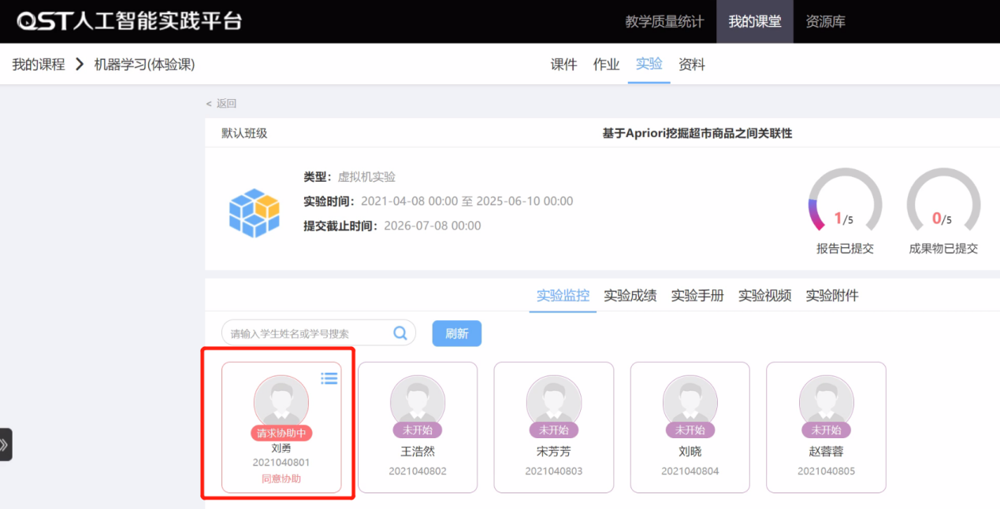 QST人工智能实践平台
教学质量统计 我的课堂 资源库
我的课程 > 机器学习(体验课)
课件 作业 实验 资料
< 返回
默认班级
基于Apriori挖掘超市商品之间关联性
类型：虚拟机实验
实验时间：2021-04-08 00:00 至 2025-06-10 00:00
提交截止时间：2026-07-08 00:00
1/5
报告已提交
0/5
成果物已提交
实验监控 实验成绩 实验手册 实验视频 实验附件
请输入学生姓名或学号搜索
刷新
请求协助中
刘勇
2021040801
同意协助
未开始
王浩然
2021040802
未开始
宋芳芳
2021040803
未开始
刘晓
2021040804
未开始
赵蓉蓉
2021040805